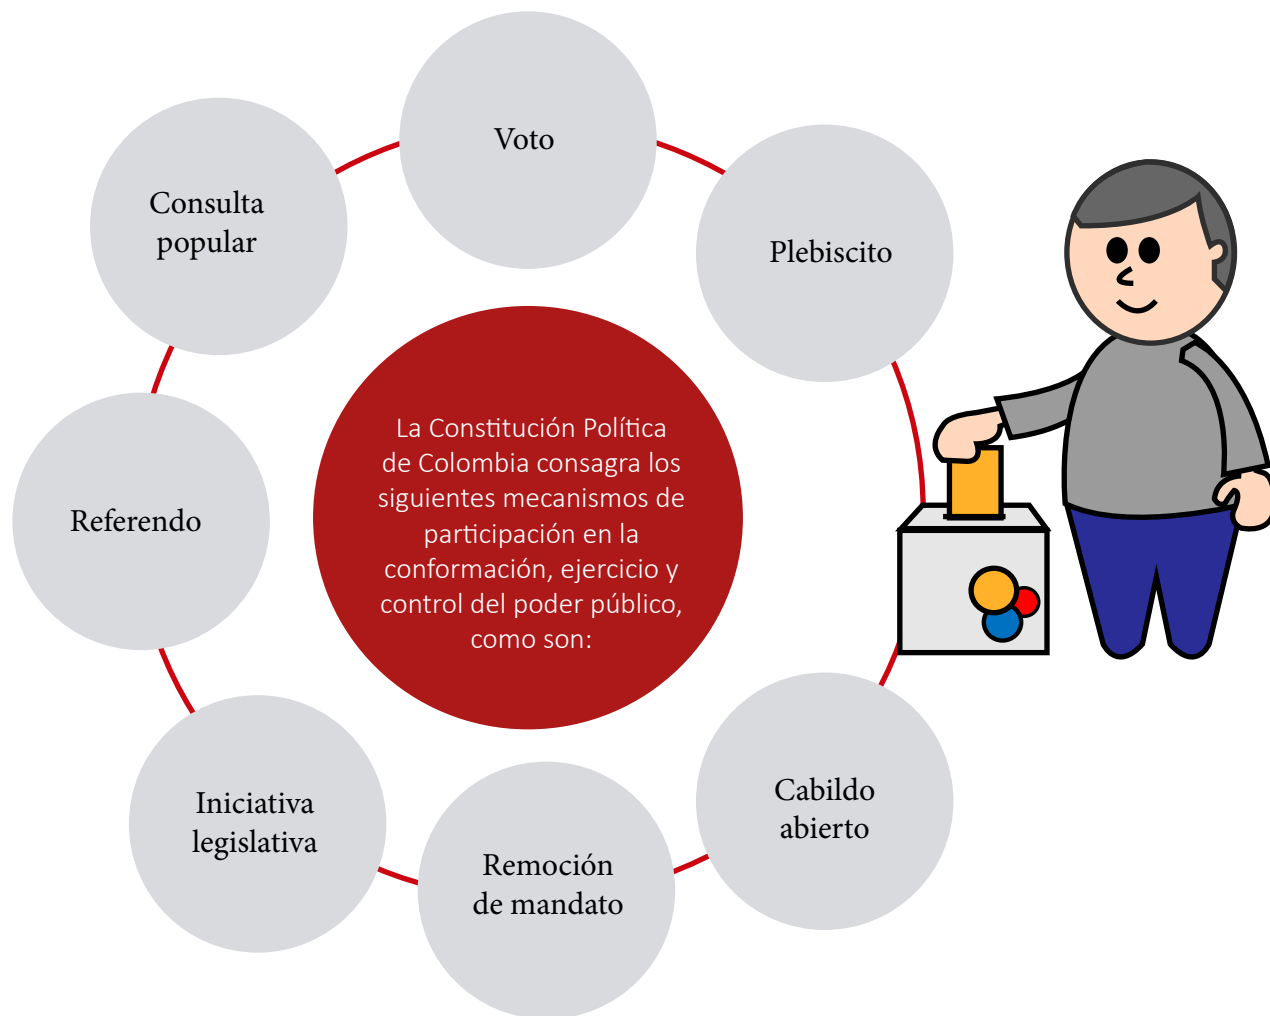 Voto
Consulta
popular
Plebiscito
La Constitución Política
de Colombia consagra los
siguientes mecanismos de
participación en la
conformación, ejercicio y
control del poder público,
como son:
Referendo
Iniciativa
legislativa
Remoción
de mandato
Cabildo
abierto